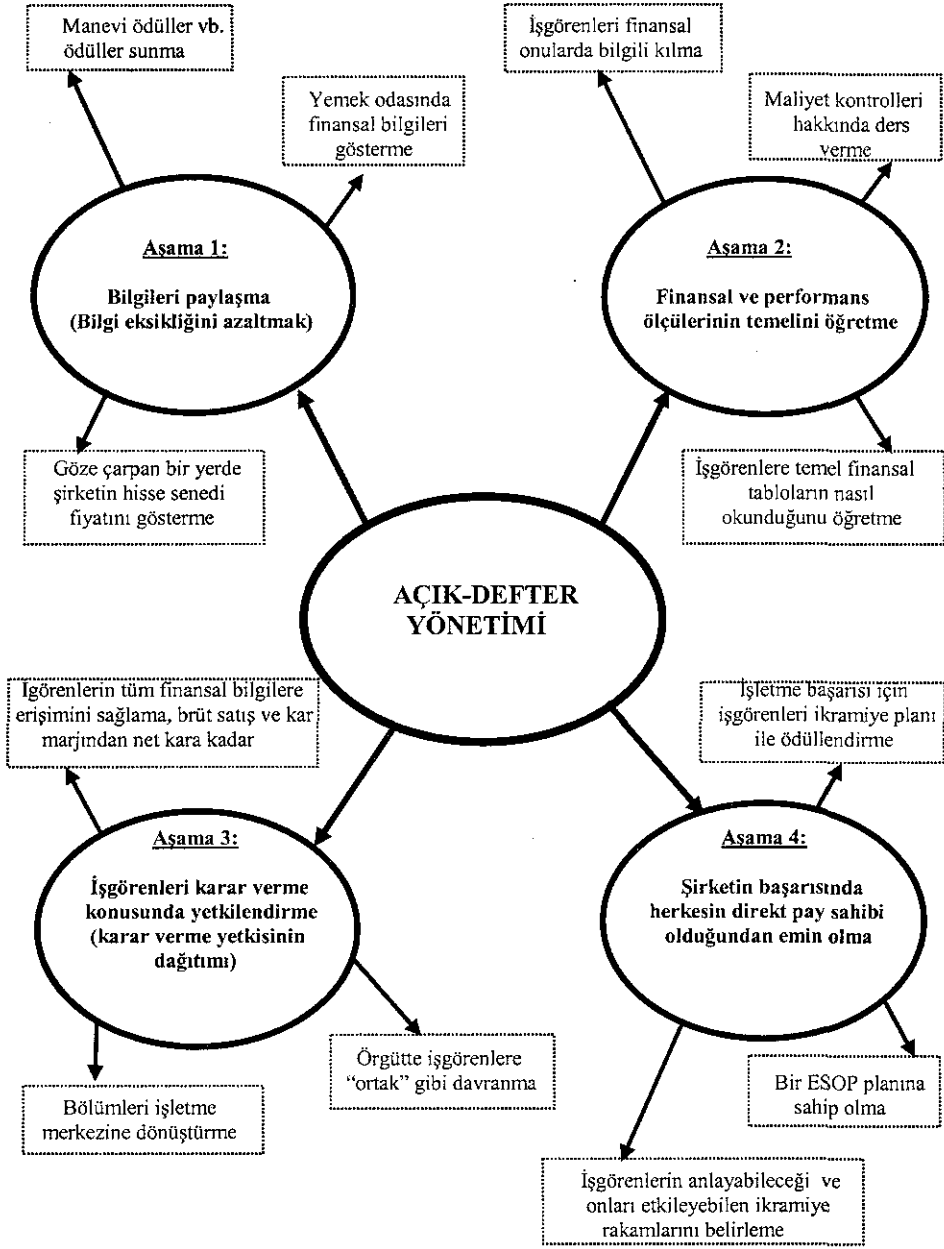 Manevi ödüller vb.
ödüller sunma
Yemek odasında
finansal bilgileri
gösterme
Aşama 1:
Bilgileri paylaşma
(Bilgi eksikliğini azaltmak)
Göze çarpan bir yerde
şirketin hisse senedi
fiyatını gösterme
İşgörenleri finansal
onularda bilgili kılma
Maliyet kontrolleri
hakkında ders
verme
Aşama 2:
Finansal ve performans
ölçülerinin temelini öğretme
İşgörenlere temel finansal
tabloların nasıl
okunduğunu öğretme
AÇIK-DEFTER
YÖNETİMİ
İgörenlerin tüm finansal bilgilere
erişimini sağlama, brüt satış ve kar
marjından net kara kadar
Aşama 3:
İşgörenleri karar verme
konusunda yetkilendirme
(karar verme yetkisinin
dağıtımı)
Bölümleri işletme
merkezine dönüştürme
Örgütte işgörenlere
“ortak” gibi davranma
İşletme başarısı için
işgörenleri ikramiye planı
ile ödüllendirme
Aşama 4:
Şirketin başarısında
herkesin direkt pay sahibi
olduğundan emin olma
Bir ESOP planına
sahip olma
İşgörenlerin anlayabileceği ve
onları etkileyebilen ikramiye
rakamlarını belirleme